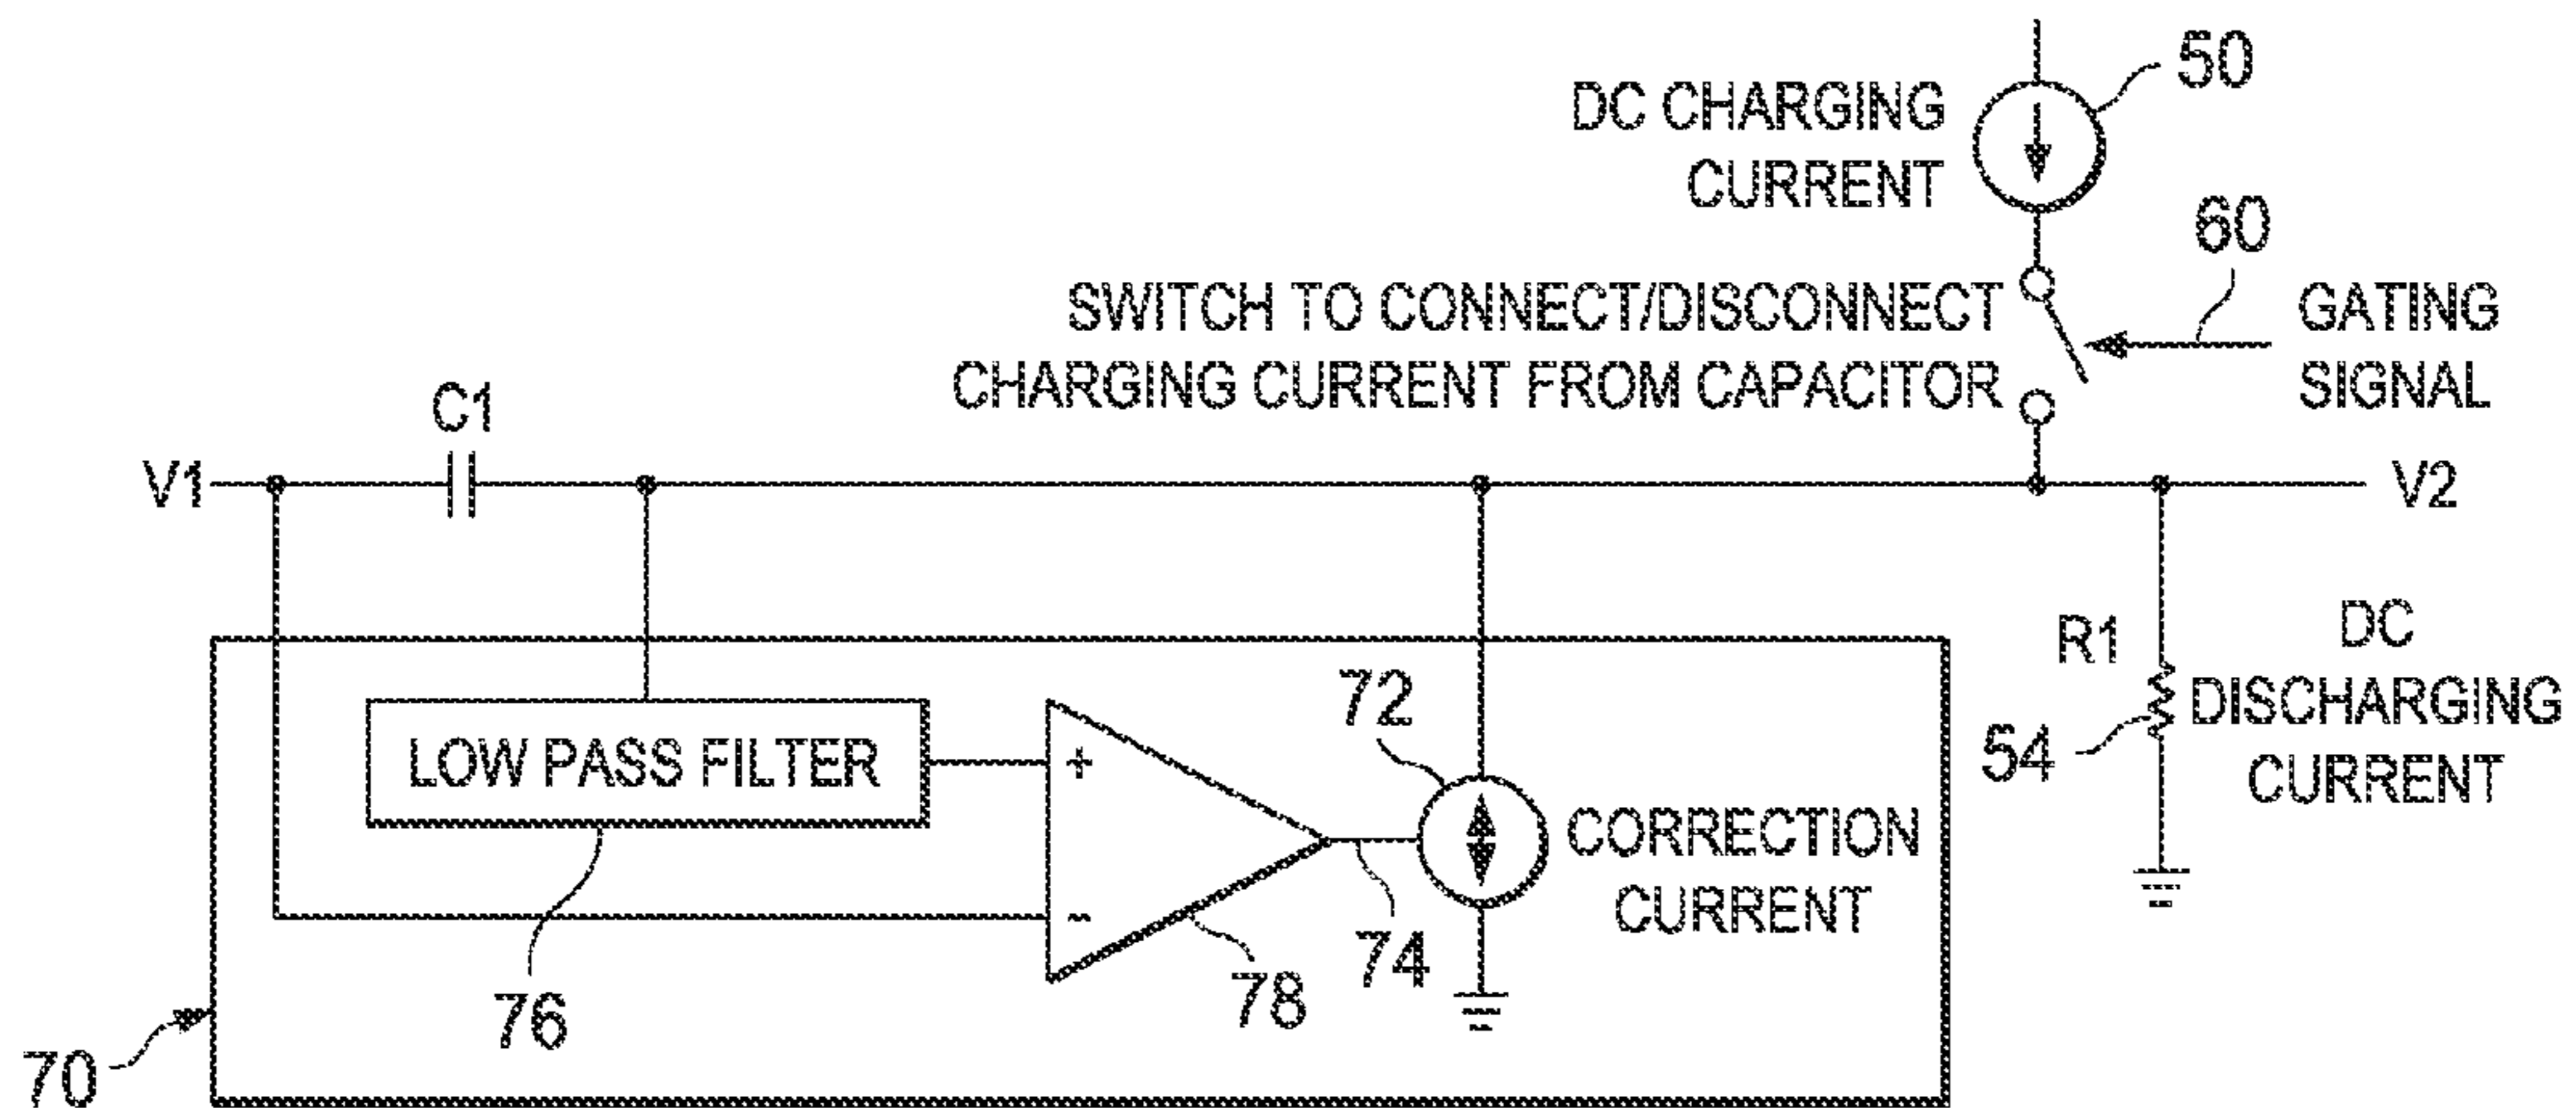 50
DC CHARGING
CURRENT
60
SWITCH TO CONNECT/DISCONNECT
CHARGING CURRENT FROM CAPACITOR
GATING
SIGNAL
C1
V1
V2
R1
DC
DISCHARGING
CURRENT
54
72
LOW PASS FILTER
+
-
CORRECTION
CURRENT
74
76
78
70